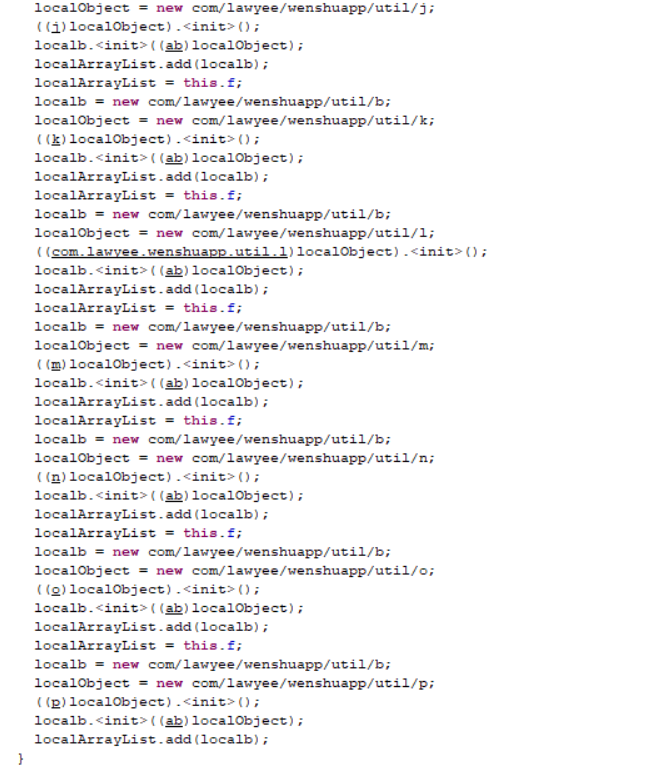 localObject = new com/lawyee/wenshuapp/util/j;
((j)localObject).<init>();
localb.<init>((ab)localObject);
localArrayList.add(localb);
localArrayList = this.f;
localb = new com/lawyee/wenshuapp/util/b;
localObject = new com/lawyee/wenshuapp/util/k;
((k)localObject).<init>();
localb.<init>((ab)localObject);
localArrayList.add(localb);
localArrayList = this.f;
localb = new com/lawyee/wenshuapp/util/b;
localObject = new com/lawyee/wenshuapp/util/l;
((com.lawyee.wenshuapp.util.l)localObject).<init>();
localb.<init>((ab)localObject);
localArrayList.add(localb);
localArrayList = this.f;
localb = new com/lawyee/wenshuapp/util/b;
localObject = new com/lawyee/wenshuapp/util/m;
((m)localObject).<init>();
localb.<init>((ab)localObject);
localArrayList.add(localb);
localArrayList = this.f;
localb = new com/lawyee/wenshuapp/util/b;
localObject = new com/lawyee/wenshuapp/util/n;
((n)localObject).<init>();
localb.<init>((ab)localObject);
localArrayList.add(localb);
localArrayList = this.f;
localb = new com/lawyee/wenshuapp/util/b;
localObject = new com/lawyee/wenshuapp/util/o;
((o)localObject).<init>();
localb.<init>((ab)localObject);
localArrayList.add(localb);
localArrayList = this.f;
localb = new com/lawyee/wenshuapp/util/b;
localObject = new com/lawyee/wenshuapp/util/p;
((p)localObject).<init>();
localb.<init>((ab)localObject);
localArrayList.add(localb);
}